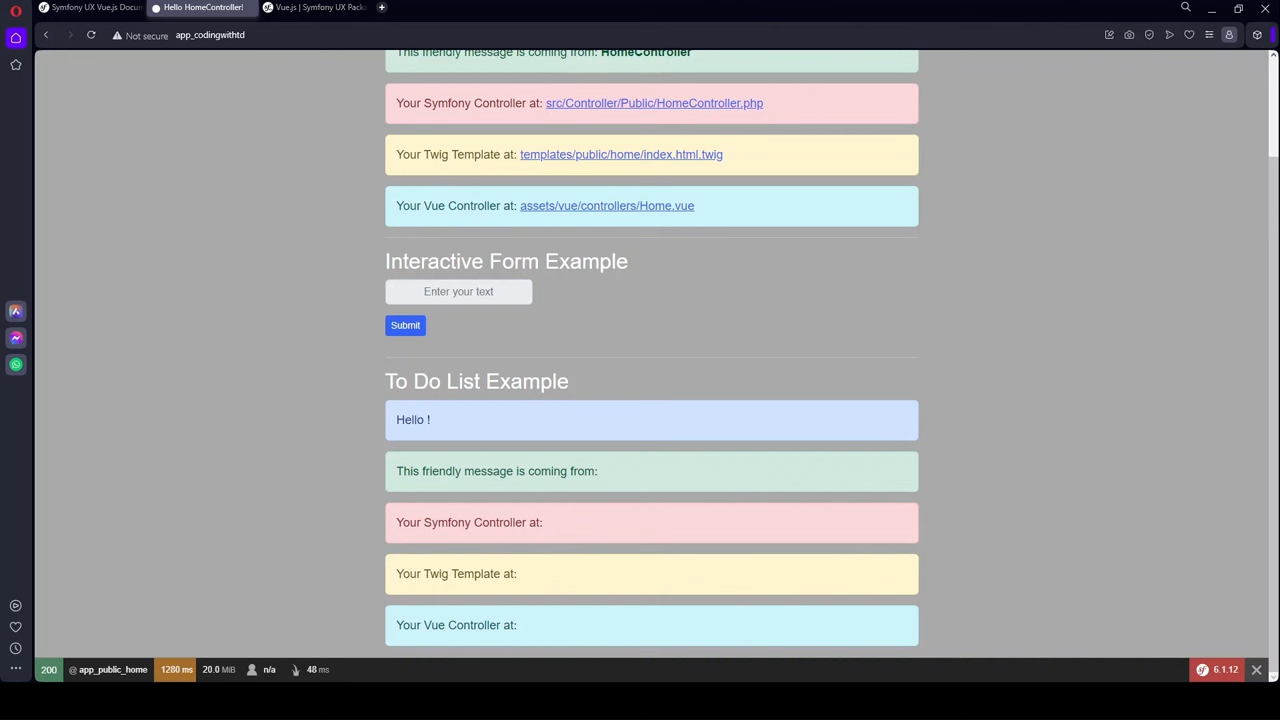 Symfony UX Vue.js Docum
Hello HomeController!
Vue.js | Symfony UX Packa
Not secure
app_codingwithtd
This friendly message is coming from: HomeController
Your Symfony Controller at: src/Controller/Public/HomeController.php
Your Twig Template at: templates/public/home/index.html.twig
Your Vue Controller at: assets/vue/controllers/Home.vue
Interactive Form Example
Enter your text
Submit
To Do List Example
Hello !
This friendly message is coming from:
Your Symfony Controller at:
Your Twig Template at:
Your Vue Controller at:
200 @ app_public_home 1280 ms 20.0 MiB n/a 48 ms sf 6.1.12